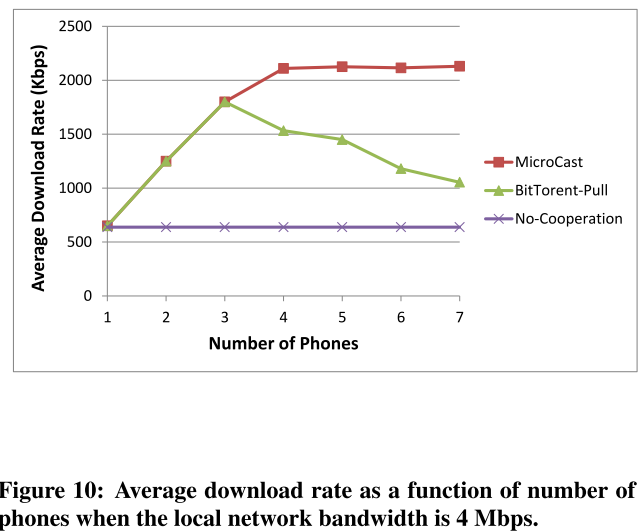 2500
2000
1500
1000
500
0
Average Download Rate (Kbps)
1 2 3 4 5 6 7
Number of Phones
MicroCast
BitTorent-Pull
No-Cooperation
Figure 10: Average download rate as a function of number of
phones when the local network bandwidth is 4 Mbps.